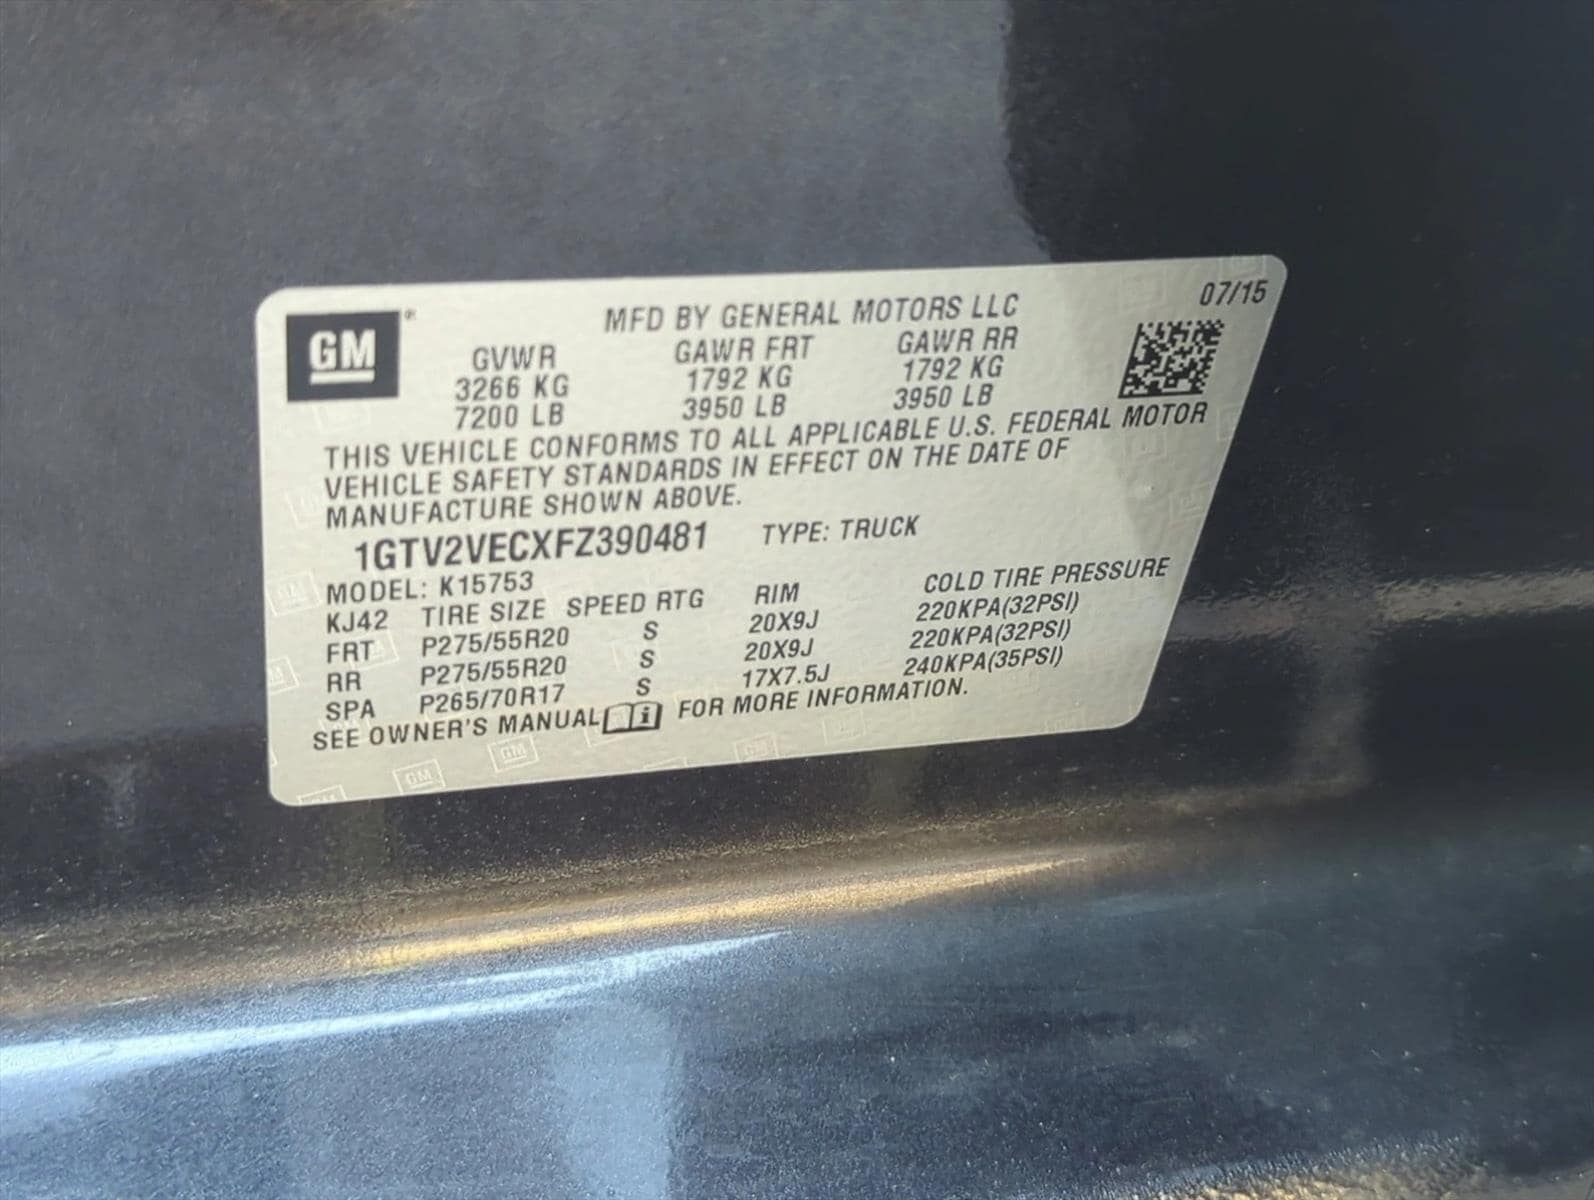 GM ®
MFD BY GENERAL MOTORS LLC 07/15
GVWR GAWR FRT GAWR RR
3266 KG 1792 KG 1792 KG
7200 LB 3950 LB 3950 LB
THIS VEHICLE CONFORMS TO ALL APPLICABLE U.S. FEDERAL MOTOR
VEHICLE SAFETY STANDARDS IN EFFECT ON THE DATE OF
MANUFACTURE SHOWN ABOVE.
1GTV2VECXFZ390481 TYPE: TRUCK
MODEL: K15753
KJ42 TIRE SIZE SPEED RTG RIM COLD TIRE PRESSURE
FRT P275/55R20 S 20X9J 220KPA(32PSI)
RR P275/55R20 S 20X9J 220KPA(32PSI)
SPA P265/70R17 S 17X7.5J 240KPA(35PSI)
SEE OWNER'S MANUAL i FOR MORE INFORMATION.
GM GM GM